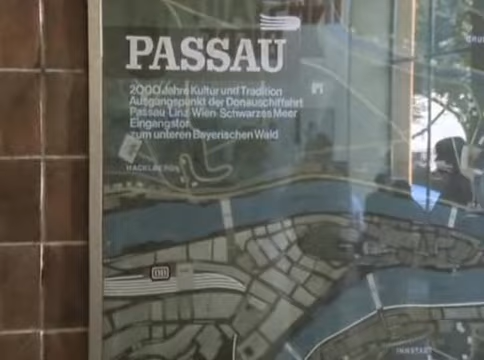 PASSAU
2000 Jahre Kultur und Tradition
Ausgangspunkt der Donauschiffahrt
Passau-Linz-Wien-Schwarzes Meer
Eingangstor
zum unteren Bayerischen Wald
HACKLBERG
DB
INNSTADT